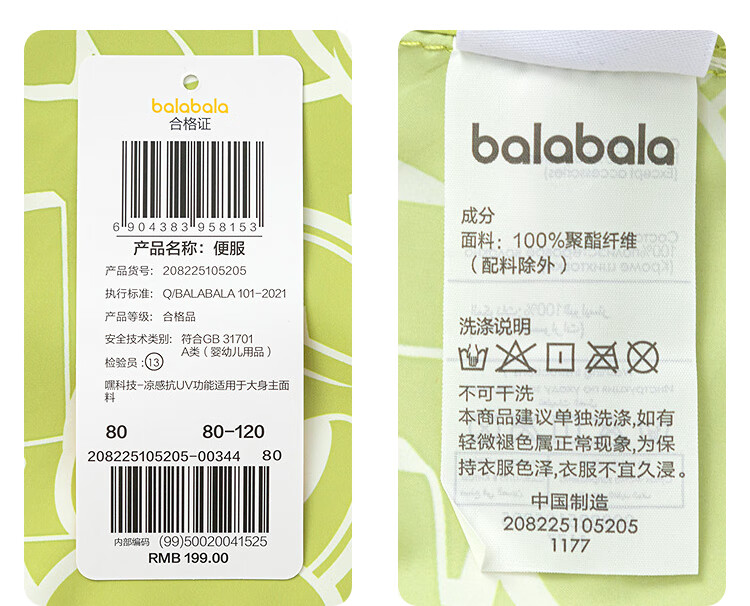 balabala
合格证
6 904383 958153
产品名称：便服
产品货号：208225105205
执行标准：Q/BALABALA 101-2021
产品等级：合格品
安全技术类别：符合GB 31701
A类（婴幼儿用品）
检验员：13
嘿科技-凉感抗UV功能适用于大身主面
料
80 80-120
208225105205-00344 80
内部编码 (99)50020041525
RMB 199.00
balabala
成分
面料：100%聚酯纤维
（配料除外）
洗涤说明
不可干洗
本商品建议单独洗涤,如有
轻微褪色属正常现象,为保
持衣服色泽,衣服不宜久浸。
中国制造
208225105205
1177